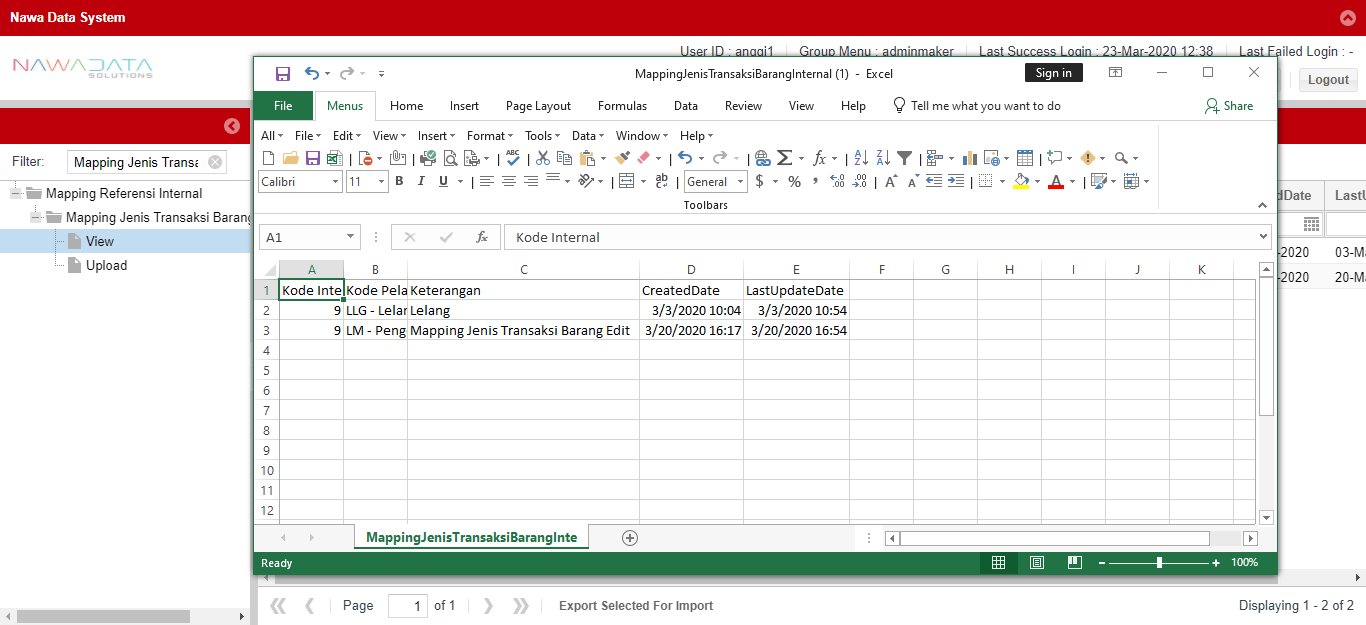 Nawa Data System
NAWADATA
SOLUTIONS
User ID : anggi1
Group Menu : adminmaker
Last Success Login : 23-Mar-2020 12:38
Last Failed Login : -
Logout
Filter:
Mapping Jenis Transa
Mapping Referensi Internal
Mapping Jenis Transaksi Barang
View
Upload
MappingJenisTransaksiBarangInternal (1) - Excel
Sign in
File Menus Home Insert Page Layout Formulas Data Review View Help Tell me what you want to do Share
All File Edit View Insert Format Tools Data Window Help
Calibri 11 B I U General $ %
Toolbars
A1 fx Kode Internal
A B C D E F G H I J K
1 Kode Inte Kode Pela Keterangan CreatedDate LastUpdateDate
2 9 LLG - Lelar Lelang 3/3/2020 10:04 3/3/2020 10:54
3 9 LM - Peng Mapping Jenis Transaksi Barang Edit 3/20/2020 16:17 3/20/2020 16:54
4
5
6
7
8
9
10
11
12
MappingJenisTransaksiBarangInte
Ready
100%
dDate LastU
-2020 03-Ma
-2020 20-M
Page 1 of 1
Export Selected For Import
Displaying 1 - 2 of 2